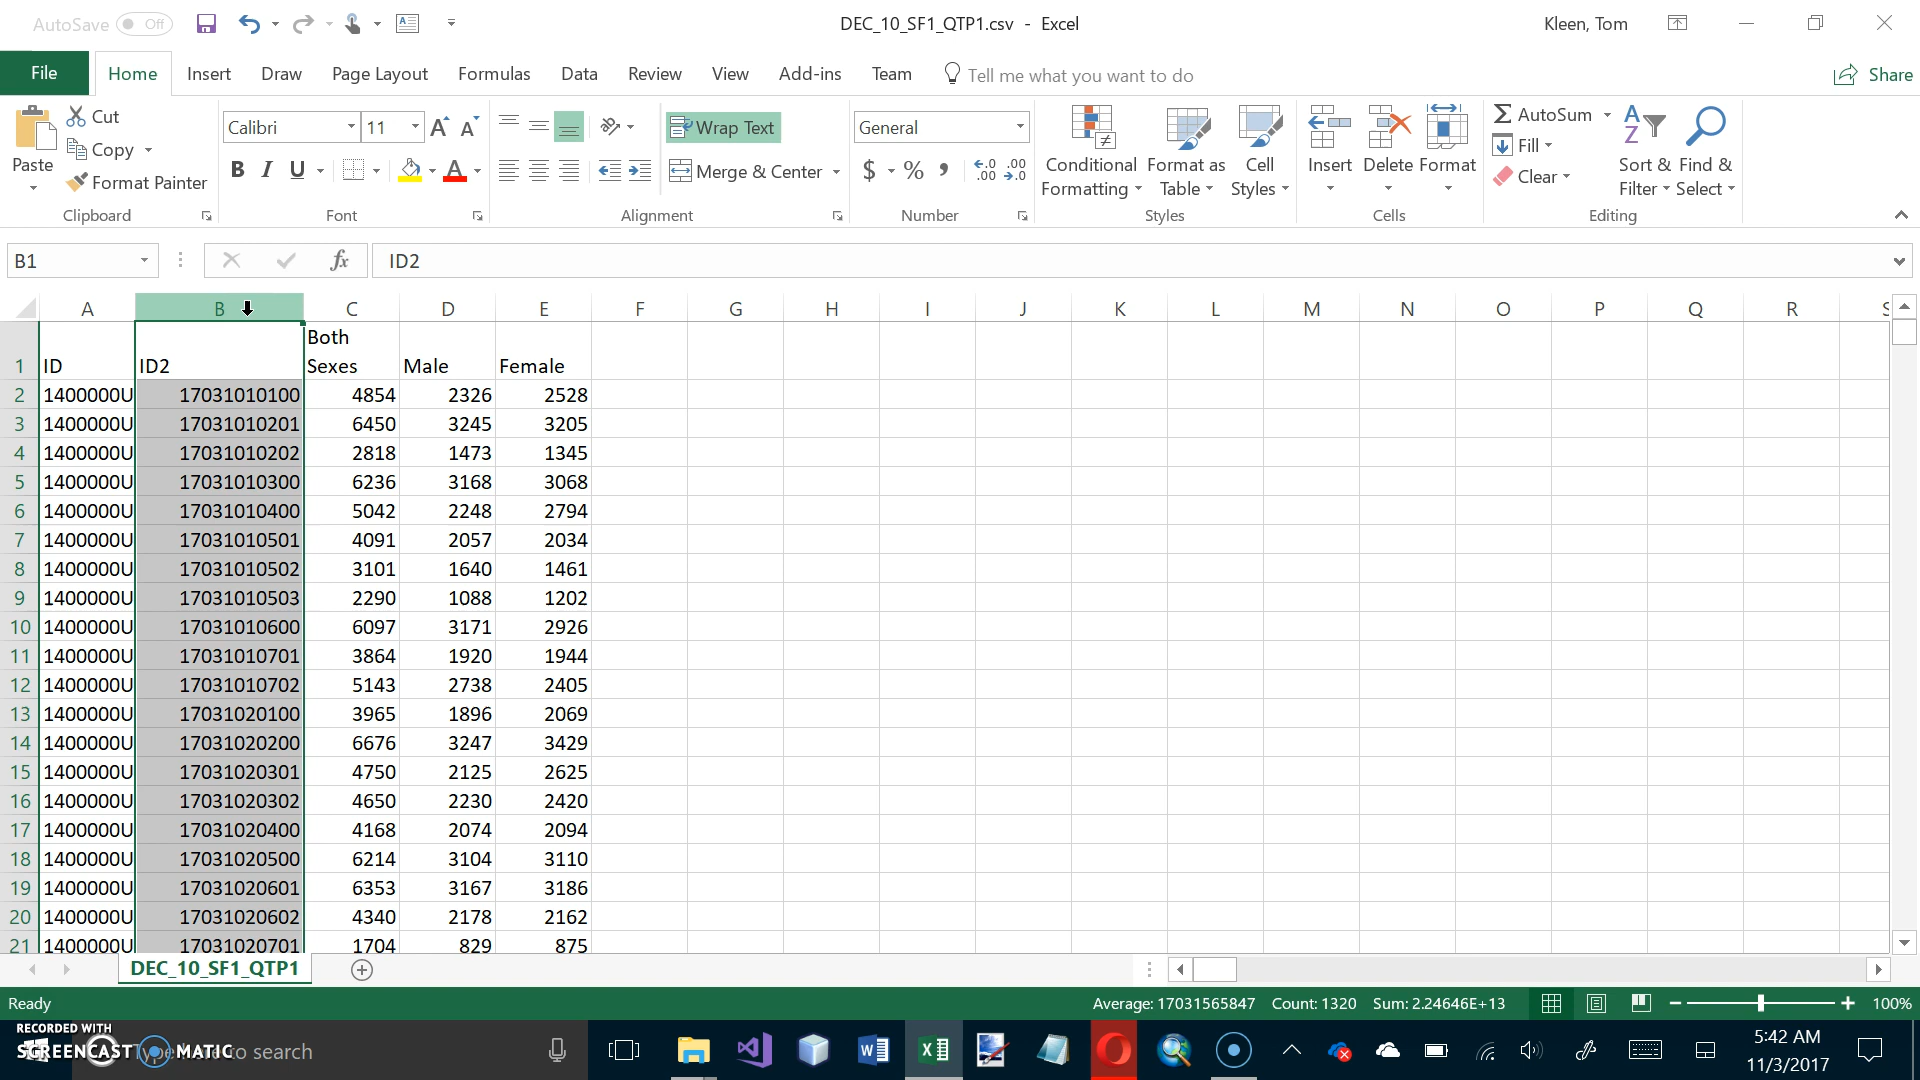 AutoSave Off
DEC_10_SF1_QTP1.csv - Excel
Kleen, Tom
File Home Insert Draw Page Layout Formulas Data Review View Add-ins Team Tell me what you want to do Share
Paste
Cut
Copy
Format Painter
Clipboard
Calibri 11
B I U
Font
Wrap Text
Merge & Center
Alignment
General
$ % , .00 .00
Number
Conditional Formatting
Format as Table
Cell Styles
Styles
Insert Delete Format
Cells
AutoSum
Fill
Clear
Sort & Filter
Find & Select
Editing
B1 fx ID2
A B C D E F G H I J K L M N O P Q R S
1 ID ID2 Both Sexes Male Female
2 1400000U 17031010100 4854 2326 2528
3 1400000U 17031010201 6450 3245 3205
4 1400000U 17031010202 2818 1473 1345
5 1400000U 17031010300 6236 3168 3068
6 1400000U 17031010400 5042 2248 2794
7 1400000U 17031010501 4091 2057 2034
8 1400000U 17031010502 3101 1640 1461
9 1400000U 17031010503 2290 1088 1202
10 1400000U 17031010600 6097 3171 2926
11 1400000U 17031010701 3864 1920 1944
12 1400000U 17031010702 5143 2738 2405
13 1400000U 17031020100 3965 1896 2069
14 1400000U 17031020200 6676 3247 3429
15 1400000U 17031020301 4750 2125 2625
16 1400000U 17031020302 4650 2230 2420
17 1400000U 17031020400 4168 2074 2094
18 1400000U 17031020500 6214 3104 3110
19 1400000U 17031020601 6353 3167 3186
20 1400000U 17031020602 4340 2178 2162
21 1400000U 17031020701 1704 829 875
DEC_10_SF1_QTP1
Ready
Average: 17031565847 Count: 1320 Sum: 2.24646E+13 100%
RECORDED WITH
SCREENCAST MATIC
to search
5:42 AM
11/3/2017